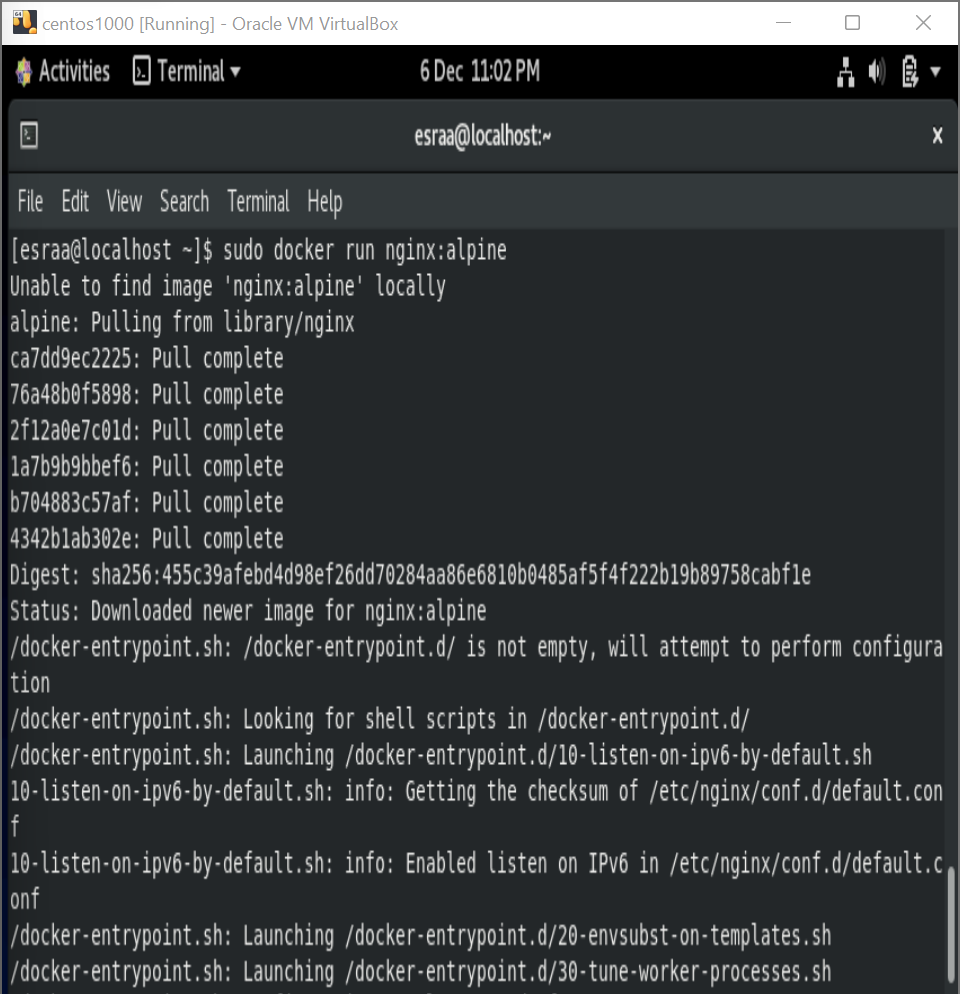 centos1000 [Running] - Oracle VM VirtualBox
Activities Terminal 6 Dec 11:02 PM
esraa@localhost:~ x
File Edit View Search Terminal Help
[esraa@localhost ~]$ sudo docker run nginx:alpine
Unable to find image 'nginx:alpine' locally
alpine: Pulling from library/nginx
ca7dd9ec2225: Pull complete
76a48b0f5898: Pull complete
2f12a0e7c01d: Pull complete
1a7b9b9bbef6: Pull complete
b704883c57af: Pull complete
4342b1ab302e: Pull complete
Digest: sha256:455c39afebd4d98ef26dd70284aa86e6810b0485af5f4f222b19b89758cabf1e
Status: Downloaded newer image for nginx:alpine
/docker-entrypoint.sh: /docker-entrypoint.d/ is not empty, will attempt to perform configura
tion
/docker-entrypoint.sh: Looking for shell scripts in /docker-entrypoint.d/
/docker-entrypoint.sh: Launching /docker-entrypoint.d/10-listen-on-ipv6-by-default.sh
10-listen-on-ipv6-by-default.sh: info: Getting the checksum of /etc/nginx/conf.d/default.con
f
10-listen-on-ipv6-by-default.sh: info: Enabled listen on IPv6 in /etc/nginx/conf.d/default.c
onf
/docker-entrypoint.sh: Launching /docker-entrypoint.d/20-envsubst-on-templates.sh
/docker-entrypoint.sh: Launching /docker-entrypoint.d/30-tune-worker-processes.sh